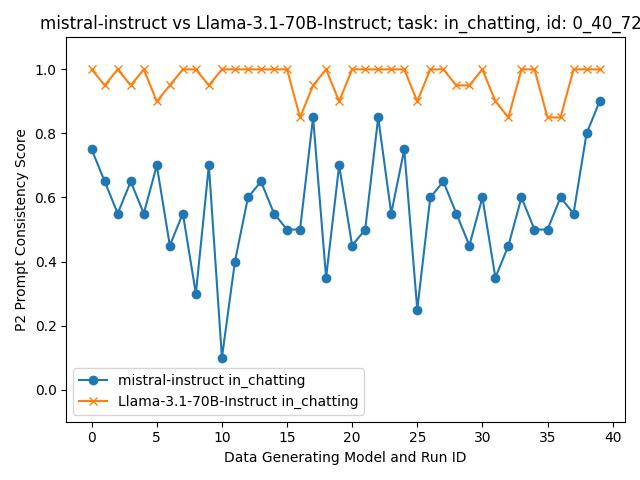 mistral-instruct vs Llama-3.1-70B-Instruct; task: in_chatting, id: 0_40_72
1.0
0.8
0.6
0.4
0.2
0.0
P2 Prompt Consistency Score
mistral-instruct in_chatting
Llama-3.1-70B-Instruct in_chatting
0 5 10 15 20 25 30 35 40
Data Generating Model and Run ID